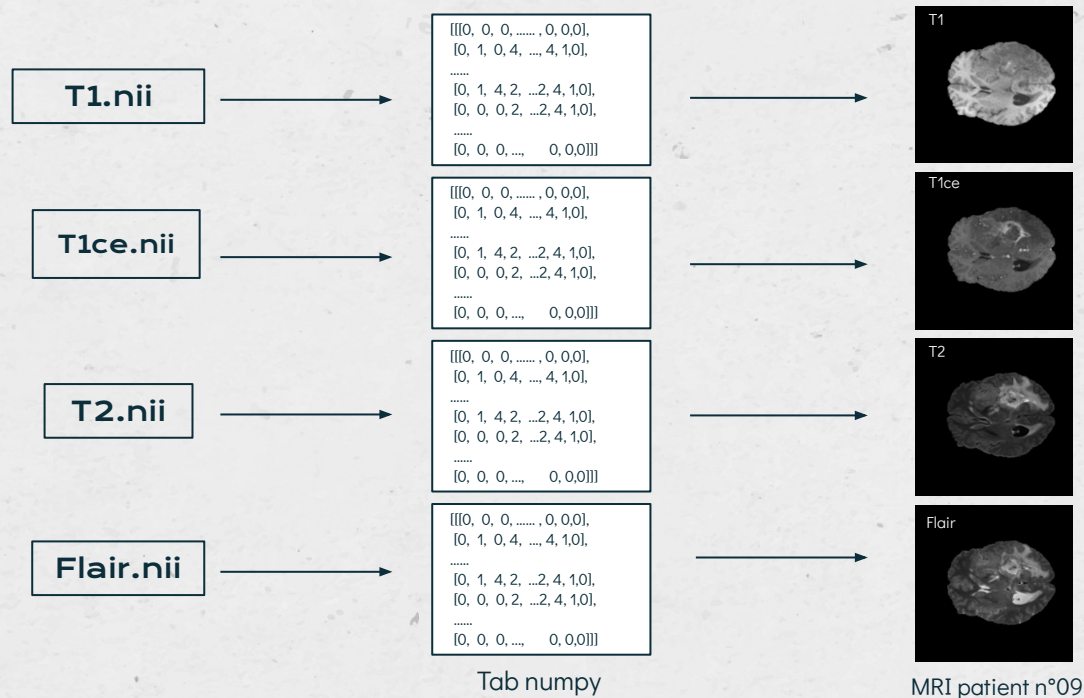 T1.nii
[[[0, 0, 0, ...... , 0, 0,0],
[0, 1, 0, 4, ..., 4, 1,0],
......
[0, 1, 4, 2, ...2, 4, 1,0],
[0, 0, 0, 2, ...2, 4, 1,0],
......
[0, 0, 0, ..., 0, 0,0]]]
T1
T1ce.nii
[[[0, 0, 0, ...... , 0, 0,0],
[0, 1, 0, 4, ..., 4, 1,0],
......
[0, 1, 4, 2, ...2, 4, 1,0],
[0, 0, 0, 2, ...2, 4, 1,0],
......
[0, 0, 0, ..., 0, 0,0]]]
T1ce
T2.nii
[[[0, 0, 0, ...... , 0, 0,0],
[0, 1, 0, 4, ..., 4, 1,0],
......
[0, 1, 4, 2, ...2, 4, 1,0],
[0, 0, 0, 2, ...2, 4, 1,0],
......
[0, 0, 0, ..., 0, 0,0]]]
T2
Flair.nii
[[[0, 0, 0, ...... , 0, 0,0],
[0, 1, 0, 4, ..., 4, 1,0],
......
[0, 1, 4, 2, ...2, 4, 1,0],
[0, 0, 0, 2, ...2, 4, 1,0],
......
[0, 0, 0, ..., 0, 0,0]]]
Flair
Tab numpy
MRI patient n°09